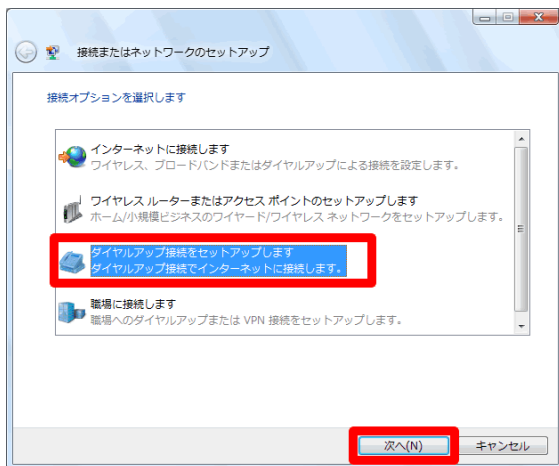 接続またはネットワークのセットアップ
接続オプションを選択します
インターネットに接続します
ワイヤレス、ブロードバンドまたはダイヤルアップによる接続を設定します。
ワイヤレス ルーターまたはアクセス ポイントのセットアップします
ホーム/小規模ビジネスのワイヤード/ワイヤレス ネットワークをセットアップします。
ダイヤルアップ接続をセットアップします
ダイヤルアップ接続でインターネットに接続します。
職場に接続します
職場へのダイヤルアップまたは VPN 接続をセットアップします。
次へ(N)
キャンセル